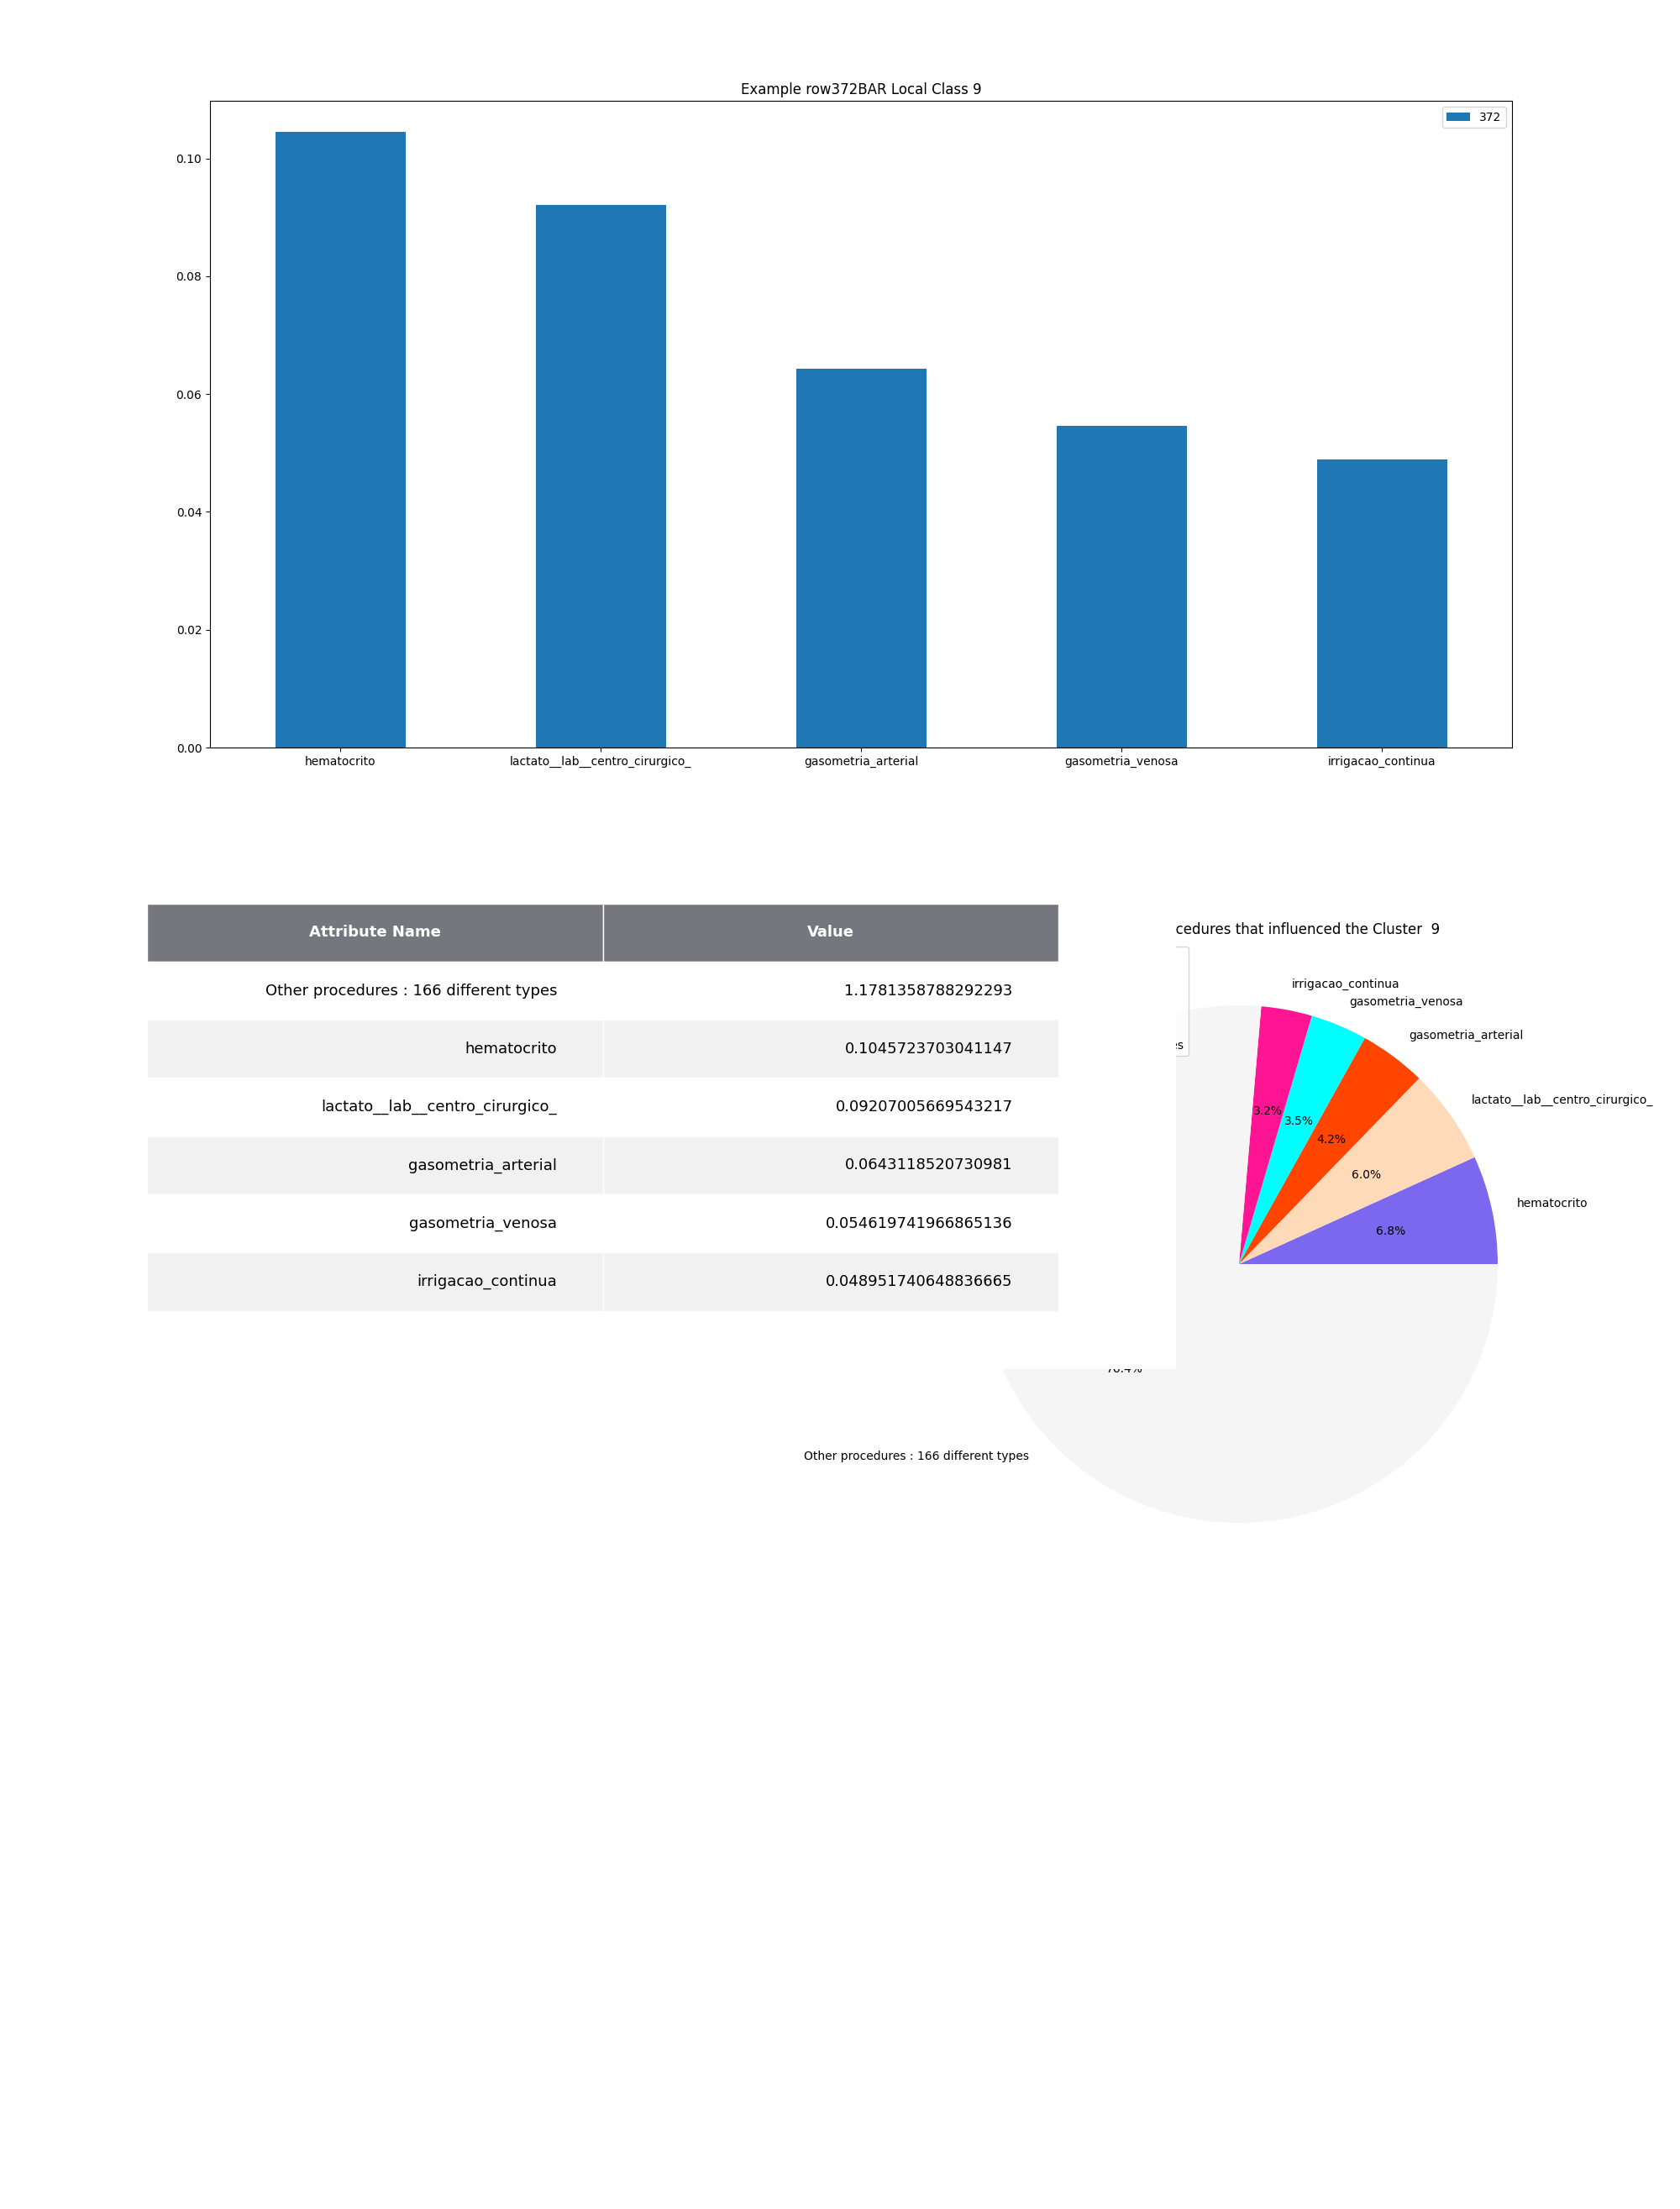 Example row372BAR Local Class 9
372
0.10
0.08
0.06
0.04
0.02
0.00
hematocrito lactato__lab__centro_cirurgico_ gasometria_arterial gasometria_venosa irrigacao_continua
Attribute Name Value
Other procedures : 166 different types 1.1781358788292293
hematocrito 0.1045723703041147
lactato__lab__centro_cirurgico_ 0.09207005669543217
gasometria_arterial 0.0643118520730981
gasometria_venosa 0.054619741966865136
irrigacao_continua 0.048951740648836665
cedures that influenced the Cluster 9
irrigacao_continua
gasometria_venosa
gasometria_arterial
lactato__lab__centro_cirurgico_
hematocrito
3.2%
3.5%
4.2%
6.0%
6.8%
Other procedures : 166 different types